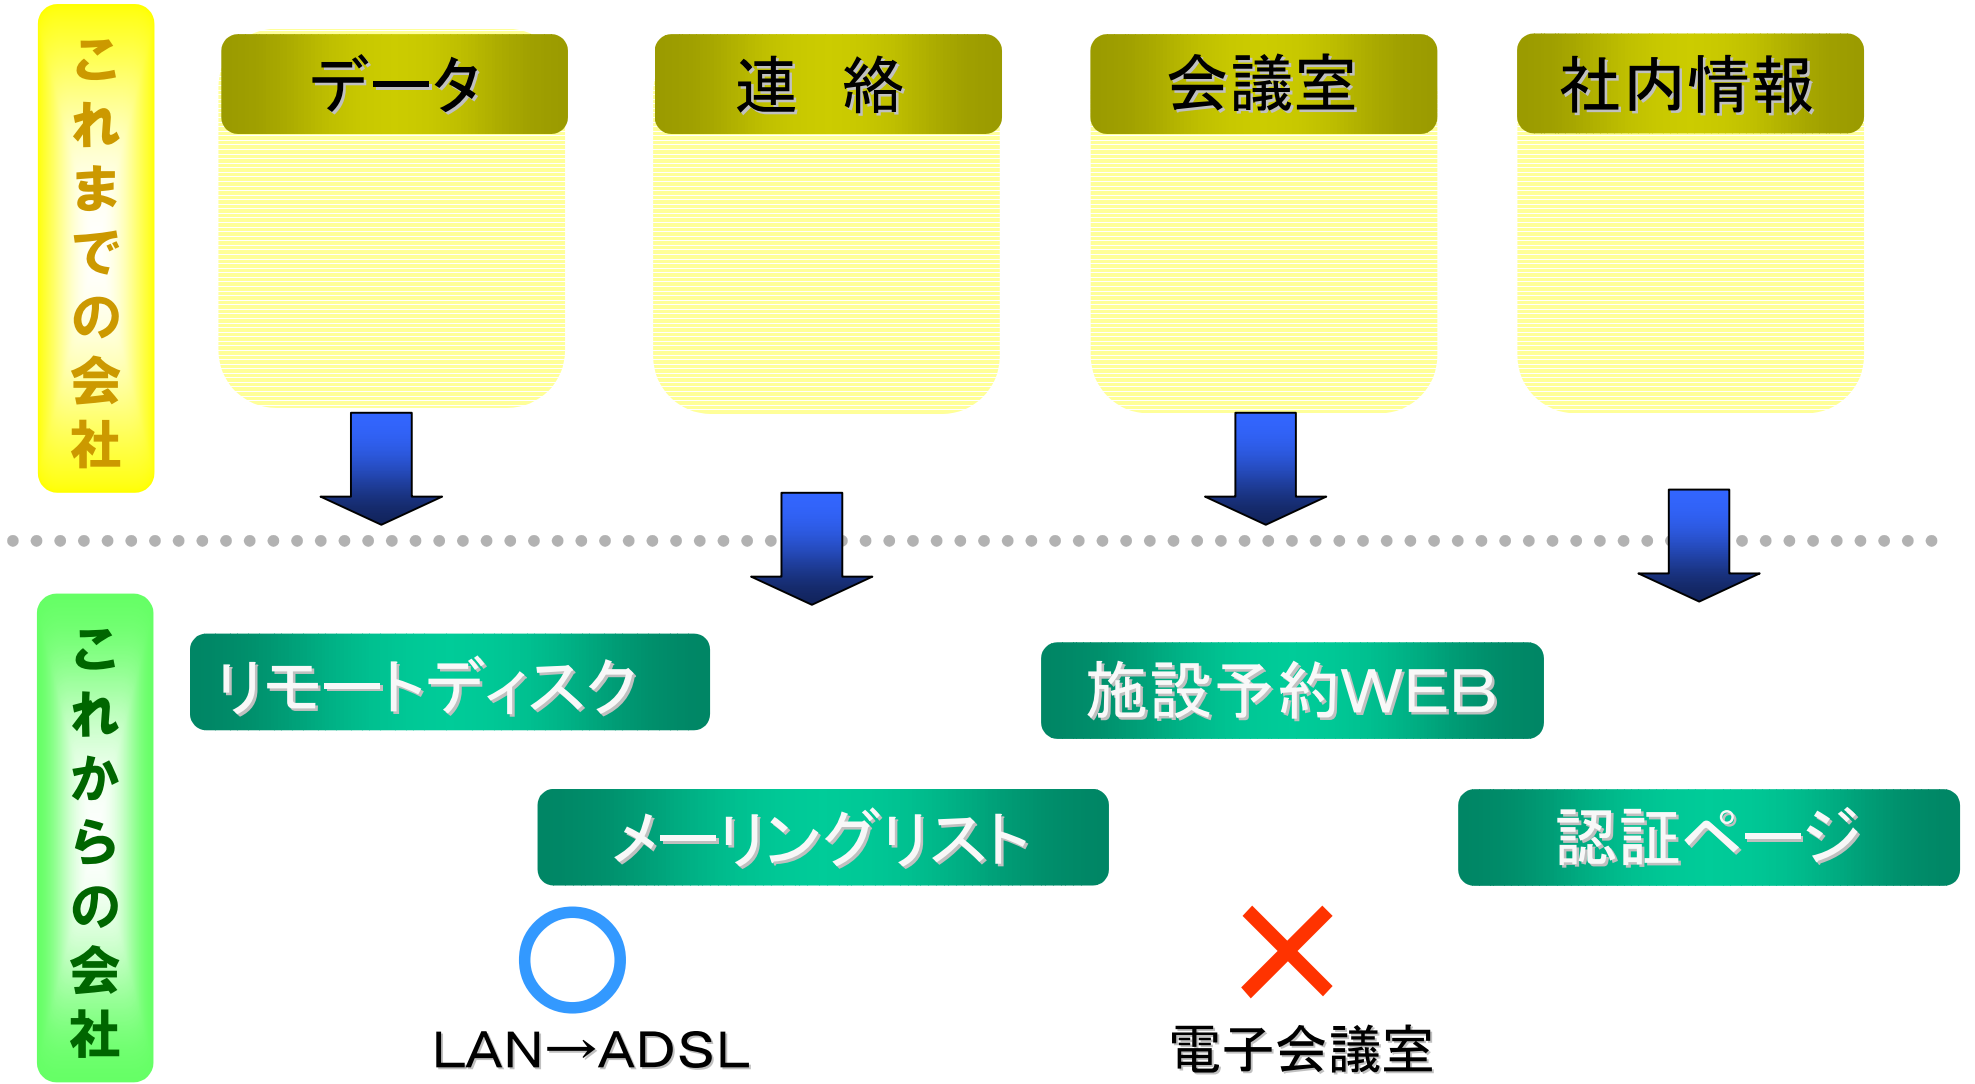 これまでの会社
データ
連　絡
会議室
社内情報
これからの会社
リモートディスク
施設予約WEB
メーリングリスト
認証ページ
LAN→ADSL
電子会議室